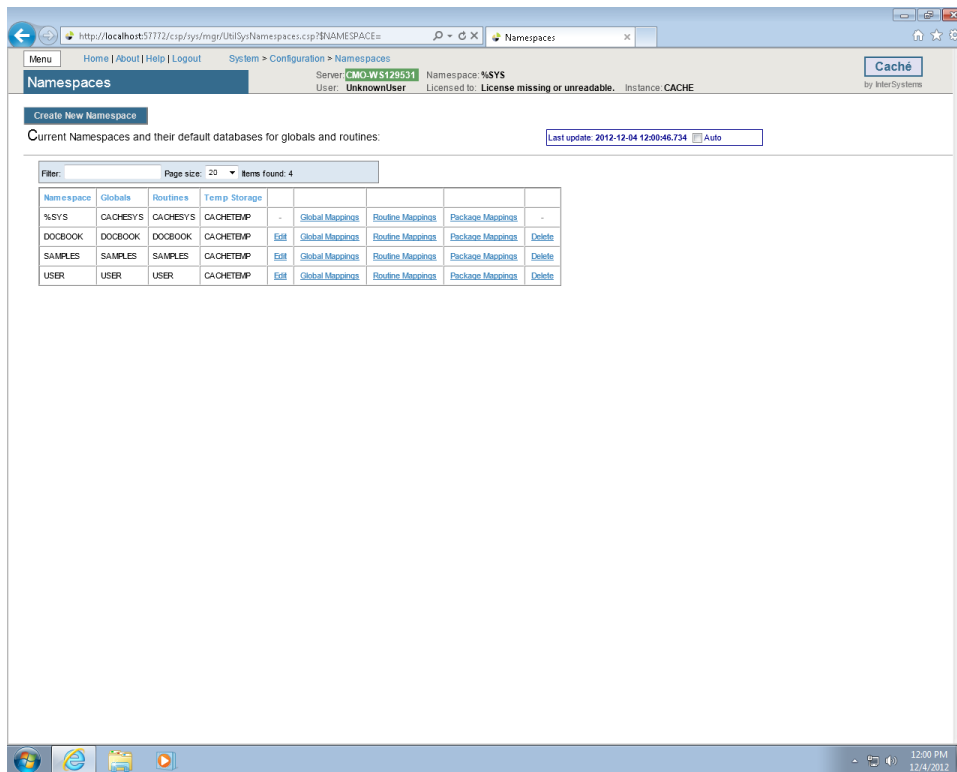 http://localhost:57772/csp/sys/mgr/UtilSysNamespaces.csp?$NAMESPACE=
Namespaces
Menu
Home | About | Help | Logout
System > Configuration > Namespaces
Caché
by InterSystems
Namespaces
Server: CMO-WS129531 Namespace: %SYS
User: UnknownUser Licensed to: License missing or unreadable. Instance: CACHE
Create New Namespace
Current Namespaces and their default databases for globals and routines:
Last update: 2012-12-04 12:00:46.734 Auto
Filter: Page size: 20 Items found: 4
Namespace Globals Routines Temp Storage
%SYS CACHESYS CACHESYS CACHETEMP - Global Mappings Routine Mappings Package Mappings -
DOCBOOK DOCBOOK DOCBOOK CACHETEMP Edit Global Mappings Routine Mappings Package Mappings Delete
SAMPLES SAMPLES SAMPLES CACHETEMP Edit Global Mappings Routine Mappings Package Mappings Delete
USER USER USER CACHETEMP Edit Global Mappings Routine Mappings Package Mappings Delete
12:00 PM
12/4/2012